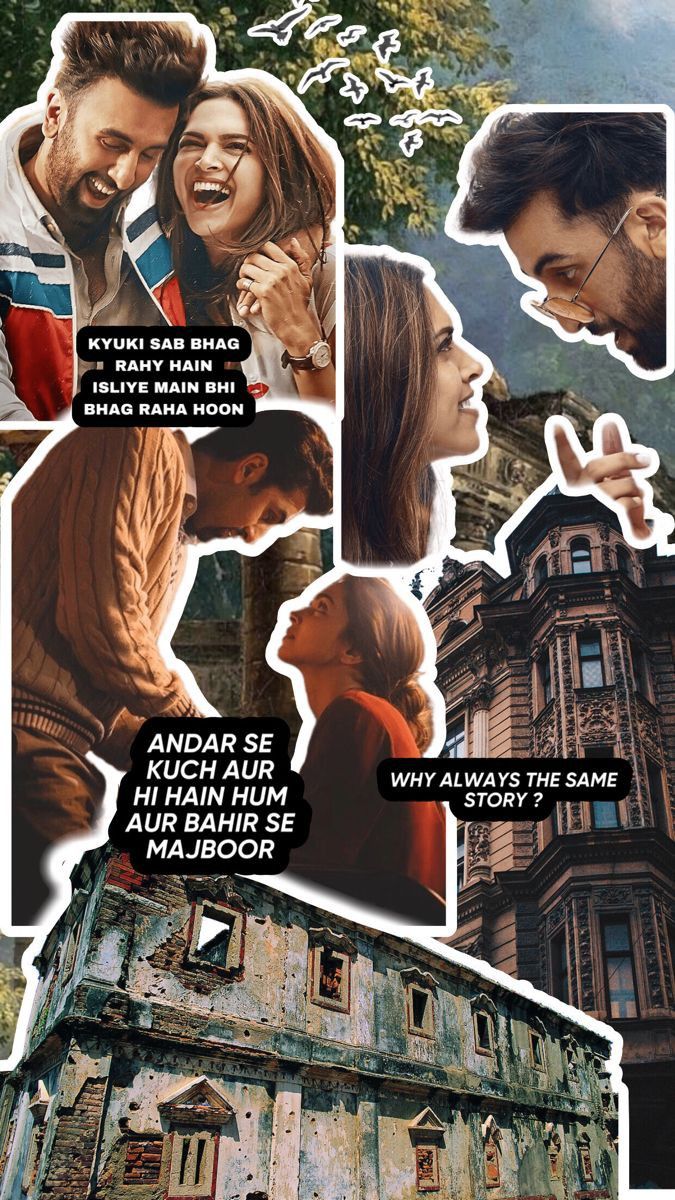 KYUKI SAB BHAG
RAHY HAIN
ISLIYE MAIN BHI
BHAG RAHA HOON
ANDAR SE
KUCH AUR
HI HAIN HUM
AUR BAHIR SE
MAJBOOR
WHY ALWAYS THE SAME
STORY ?